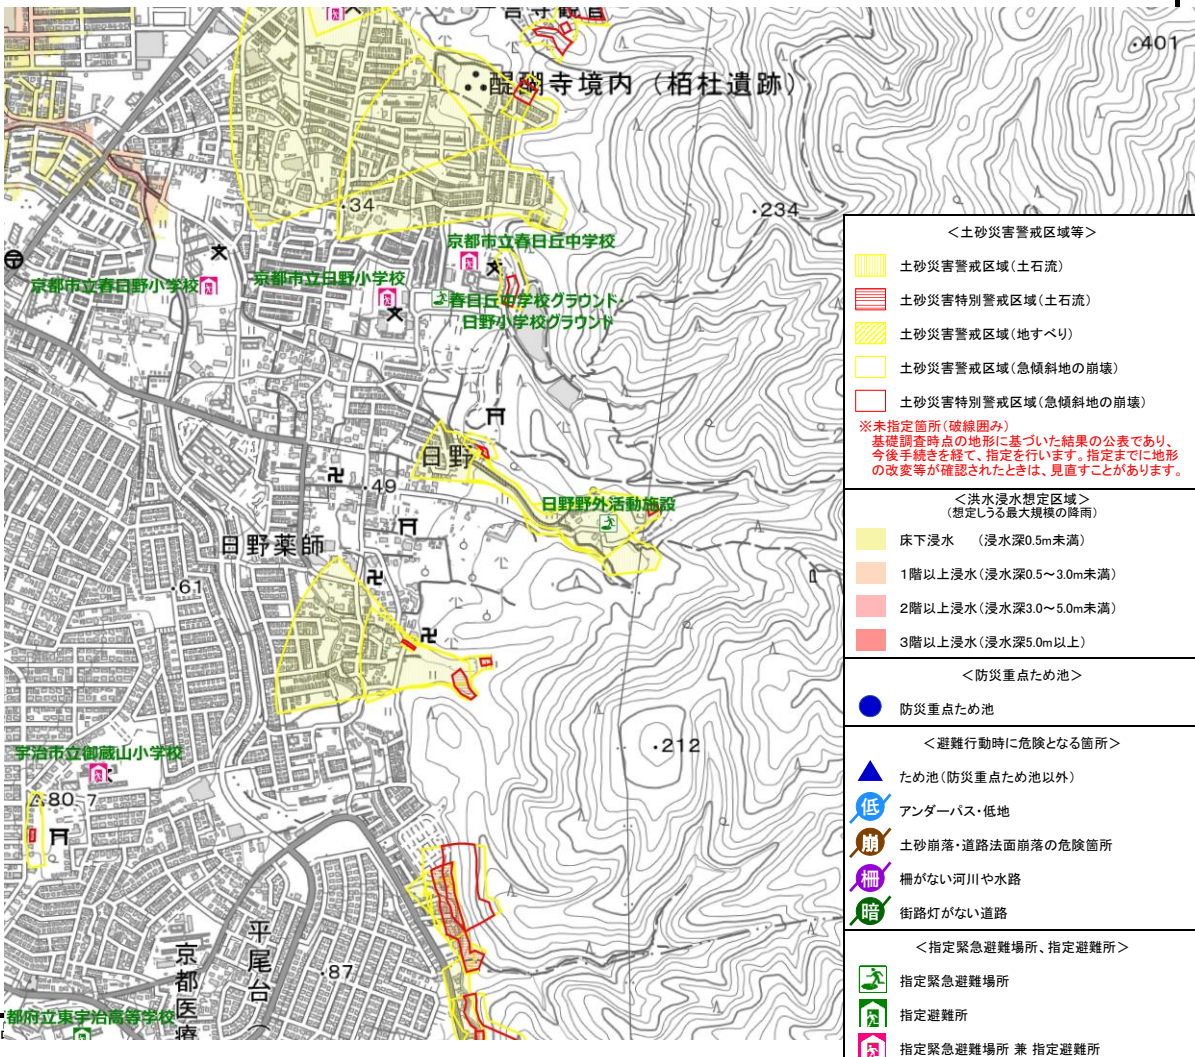 醍醐寺境内（栢杜遺跡）
・401
・34
・234
京都市立春日丘中学校
京都市立春日野小学校
京都市立日野小学校
春日丘中学校グラウンド・
日野小学校グラウンド
日野
・49
日野野外活動施設
日野薬師
・61
・212
宇治市立御蔵山小学校
80.7
平尾台
・87
京都医療
都府立東宇治高等学校
＜土砂災害警戒区域等＞
土砂災害警戒区域（土石流）
土砂災害特別警戒区域（土石流）
土砂災害警戒区域（地すべり）
土砂災害警戒区域（急傾斜地の崩壊）
土砂災害特別警戒区域（急傾斜地の崩壊）
※未指定箇所（破線囲み）
基礎調査時点の地形に基づいた結果の公表であり、
今後手続きを経て、指定を行います。指定までに地形
の改変等が確認されたときは、見直すことがあります。
＜洪水浸水想定区域＞
（想定しうる最大規模の降雨）
床下浸水　（浸水深0.5m未満）
1階以上浸水（浸水深0.5～3.0m未満）
2階以上浸水（浸水深3.0～5.0m未満）
3階以上浸水（浸水深5.0m以上）
＜防災重点ため池＞
防災重点ため池
＜避難行動時に危険となる箇所＞
ため池（防災重点ため池以外）
低 アンダーパス・低地
崩 土砂崩落・道路法面崩落の危険箇所
柵 柵がない河川や水路
暗 街路灯がない道路
＜指定緊急避難場所、指定避難所＞
指定緊急避難場所
指定避難所
指定緊急避難場所 兼 指定避難所